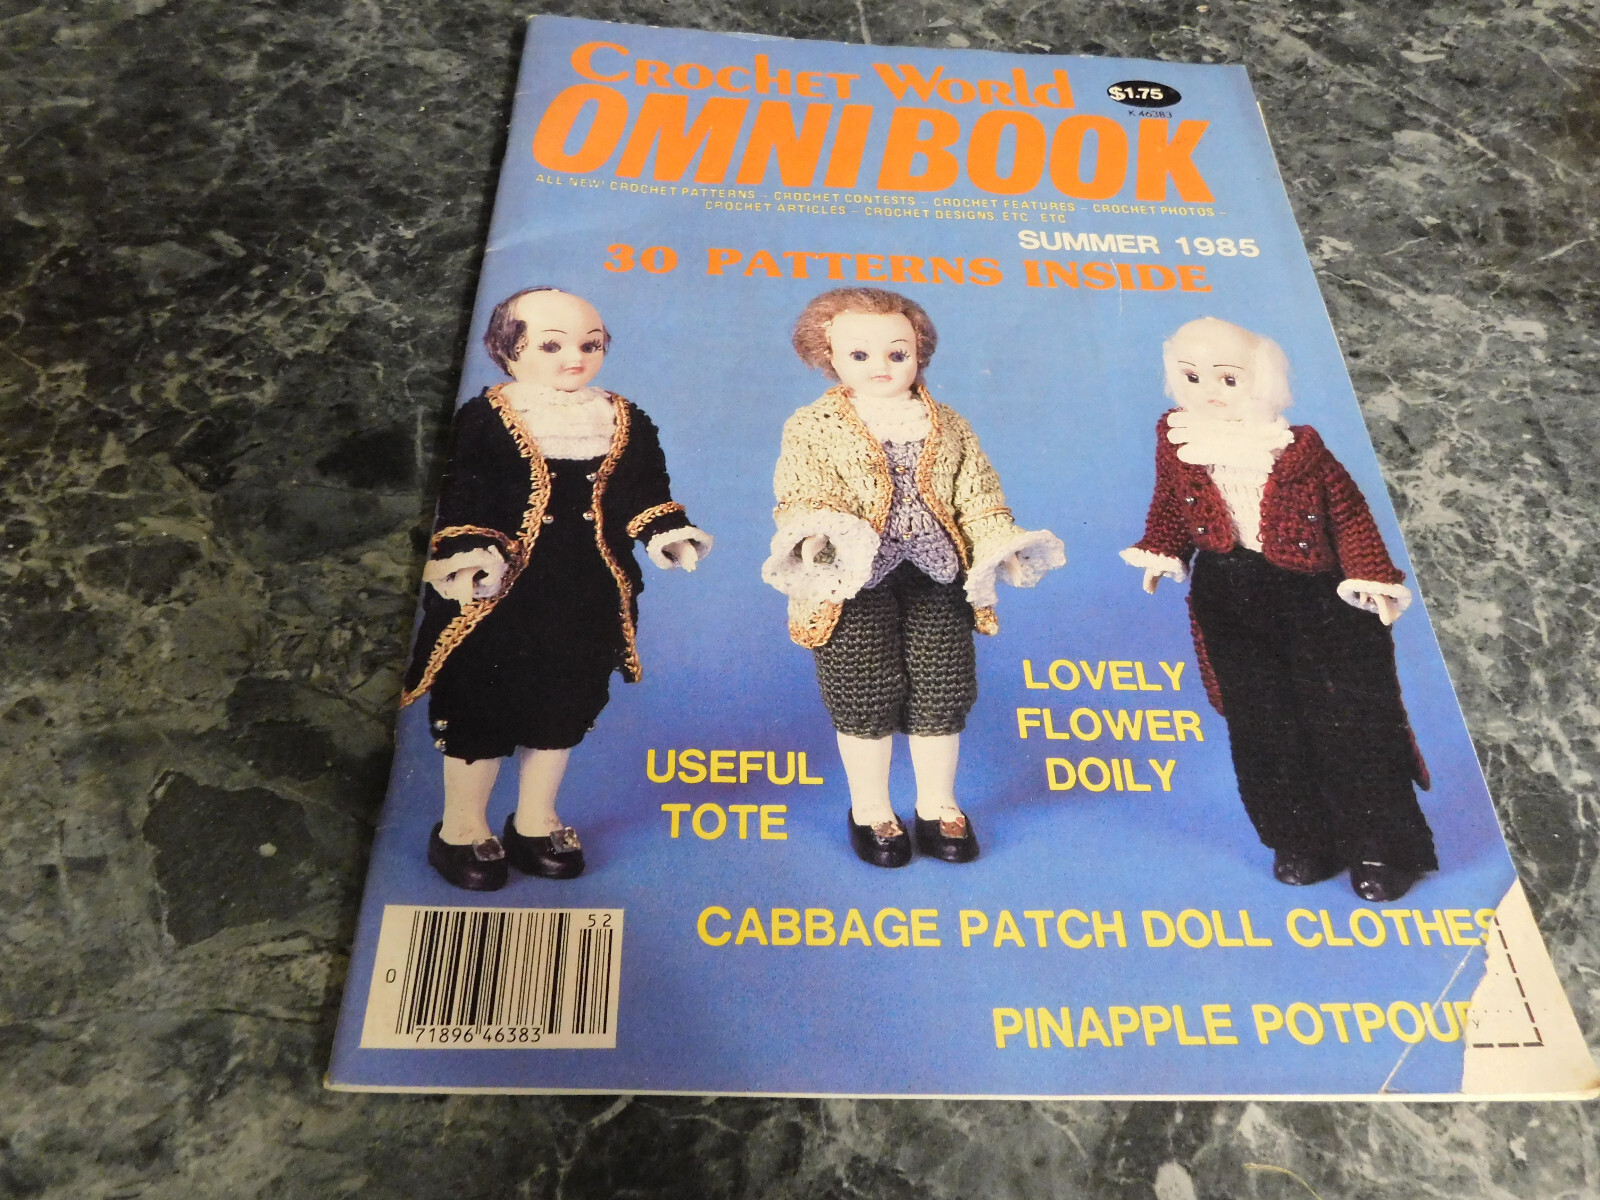 CROCHET WORLD
$1.75
K 46383
OMNIBOOK
ALL NEW! CROCHET PATTERNS - CROCHET CONTESTS - CROCHET FEATURES - CROCHET PHOTOS -
CROCHET ARTICLES - CROCHET DESIGNS, ETC. ETC
SUMMER 1985
30 PATTERNS INSIDE
LOVELY
FLOWER
DOILY
USEFUL
TOTE
CABBAGE PATCH DOLL CLOTHES
PINAPPLE POTPOU
52
0
71896 46383
y